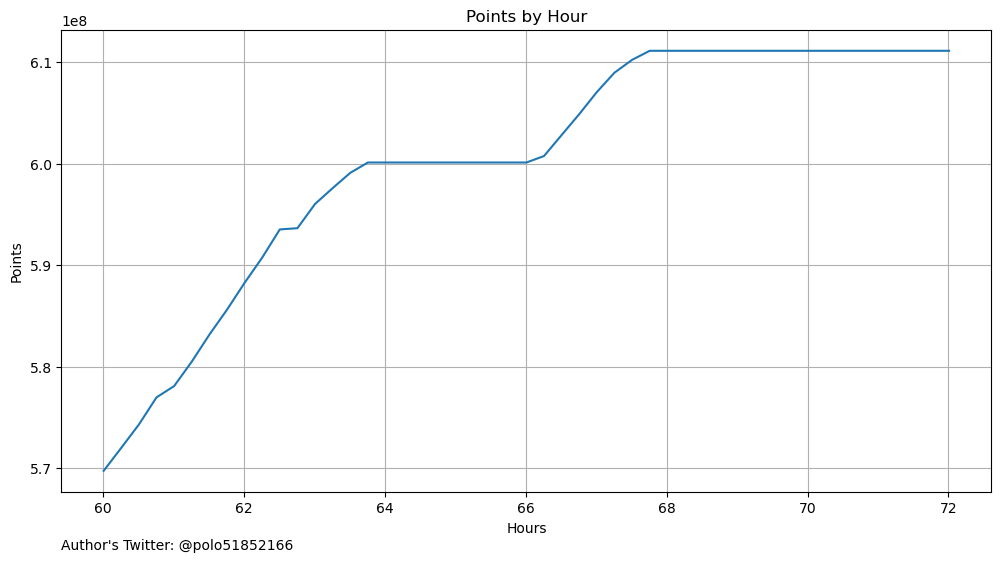 Points by Hour
1e8
6.1
6.0
5.9
5.8
5.7
Points
60 62 64 66 68 70 72
Hours
Author's Twitter: @polo51852166